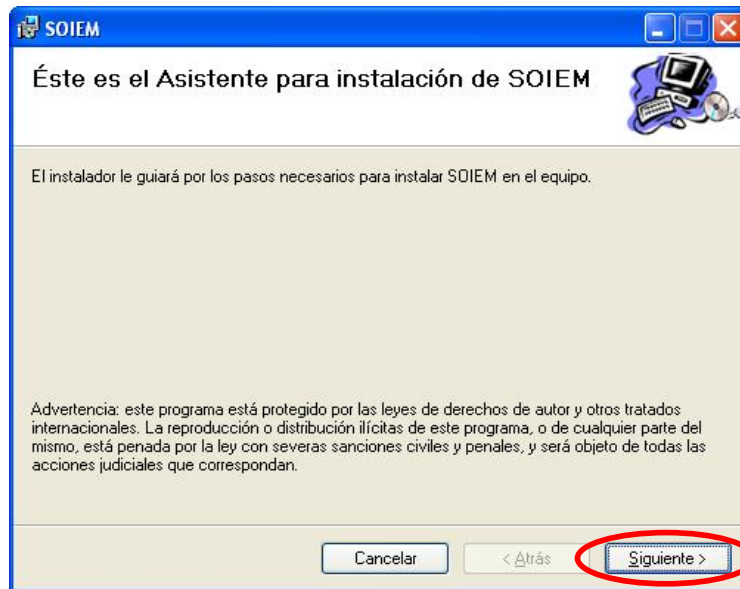 SOIEM
Éste es el Asistente para instalación de SOIEM
El instalador le guiará por los pasos necesarios para instalar SOIEM en el equipo.
Advertencia: este programa está protegido por las leyes de derechos de autor y otros tratados
internacionales. La reproducción o distribución ilícitas de este programa, o de cualquier parte del
mismo, está penada por la ley con severas sanciones civiles y penales, y será objeto de todas las
acciones judiciales que correspondan.
Cancelar < Atrás Siguiente >